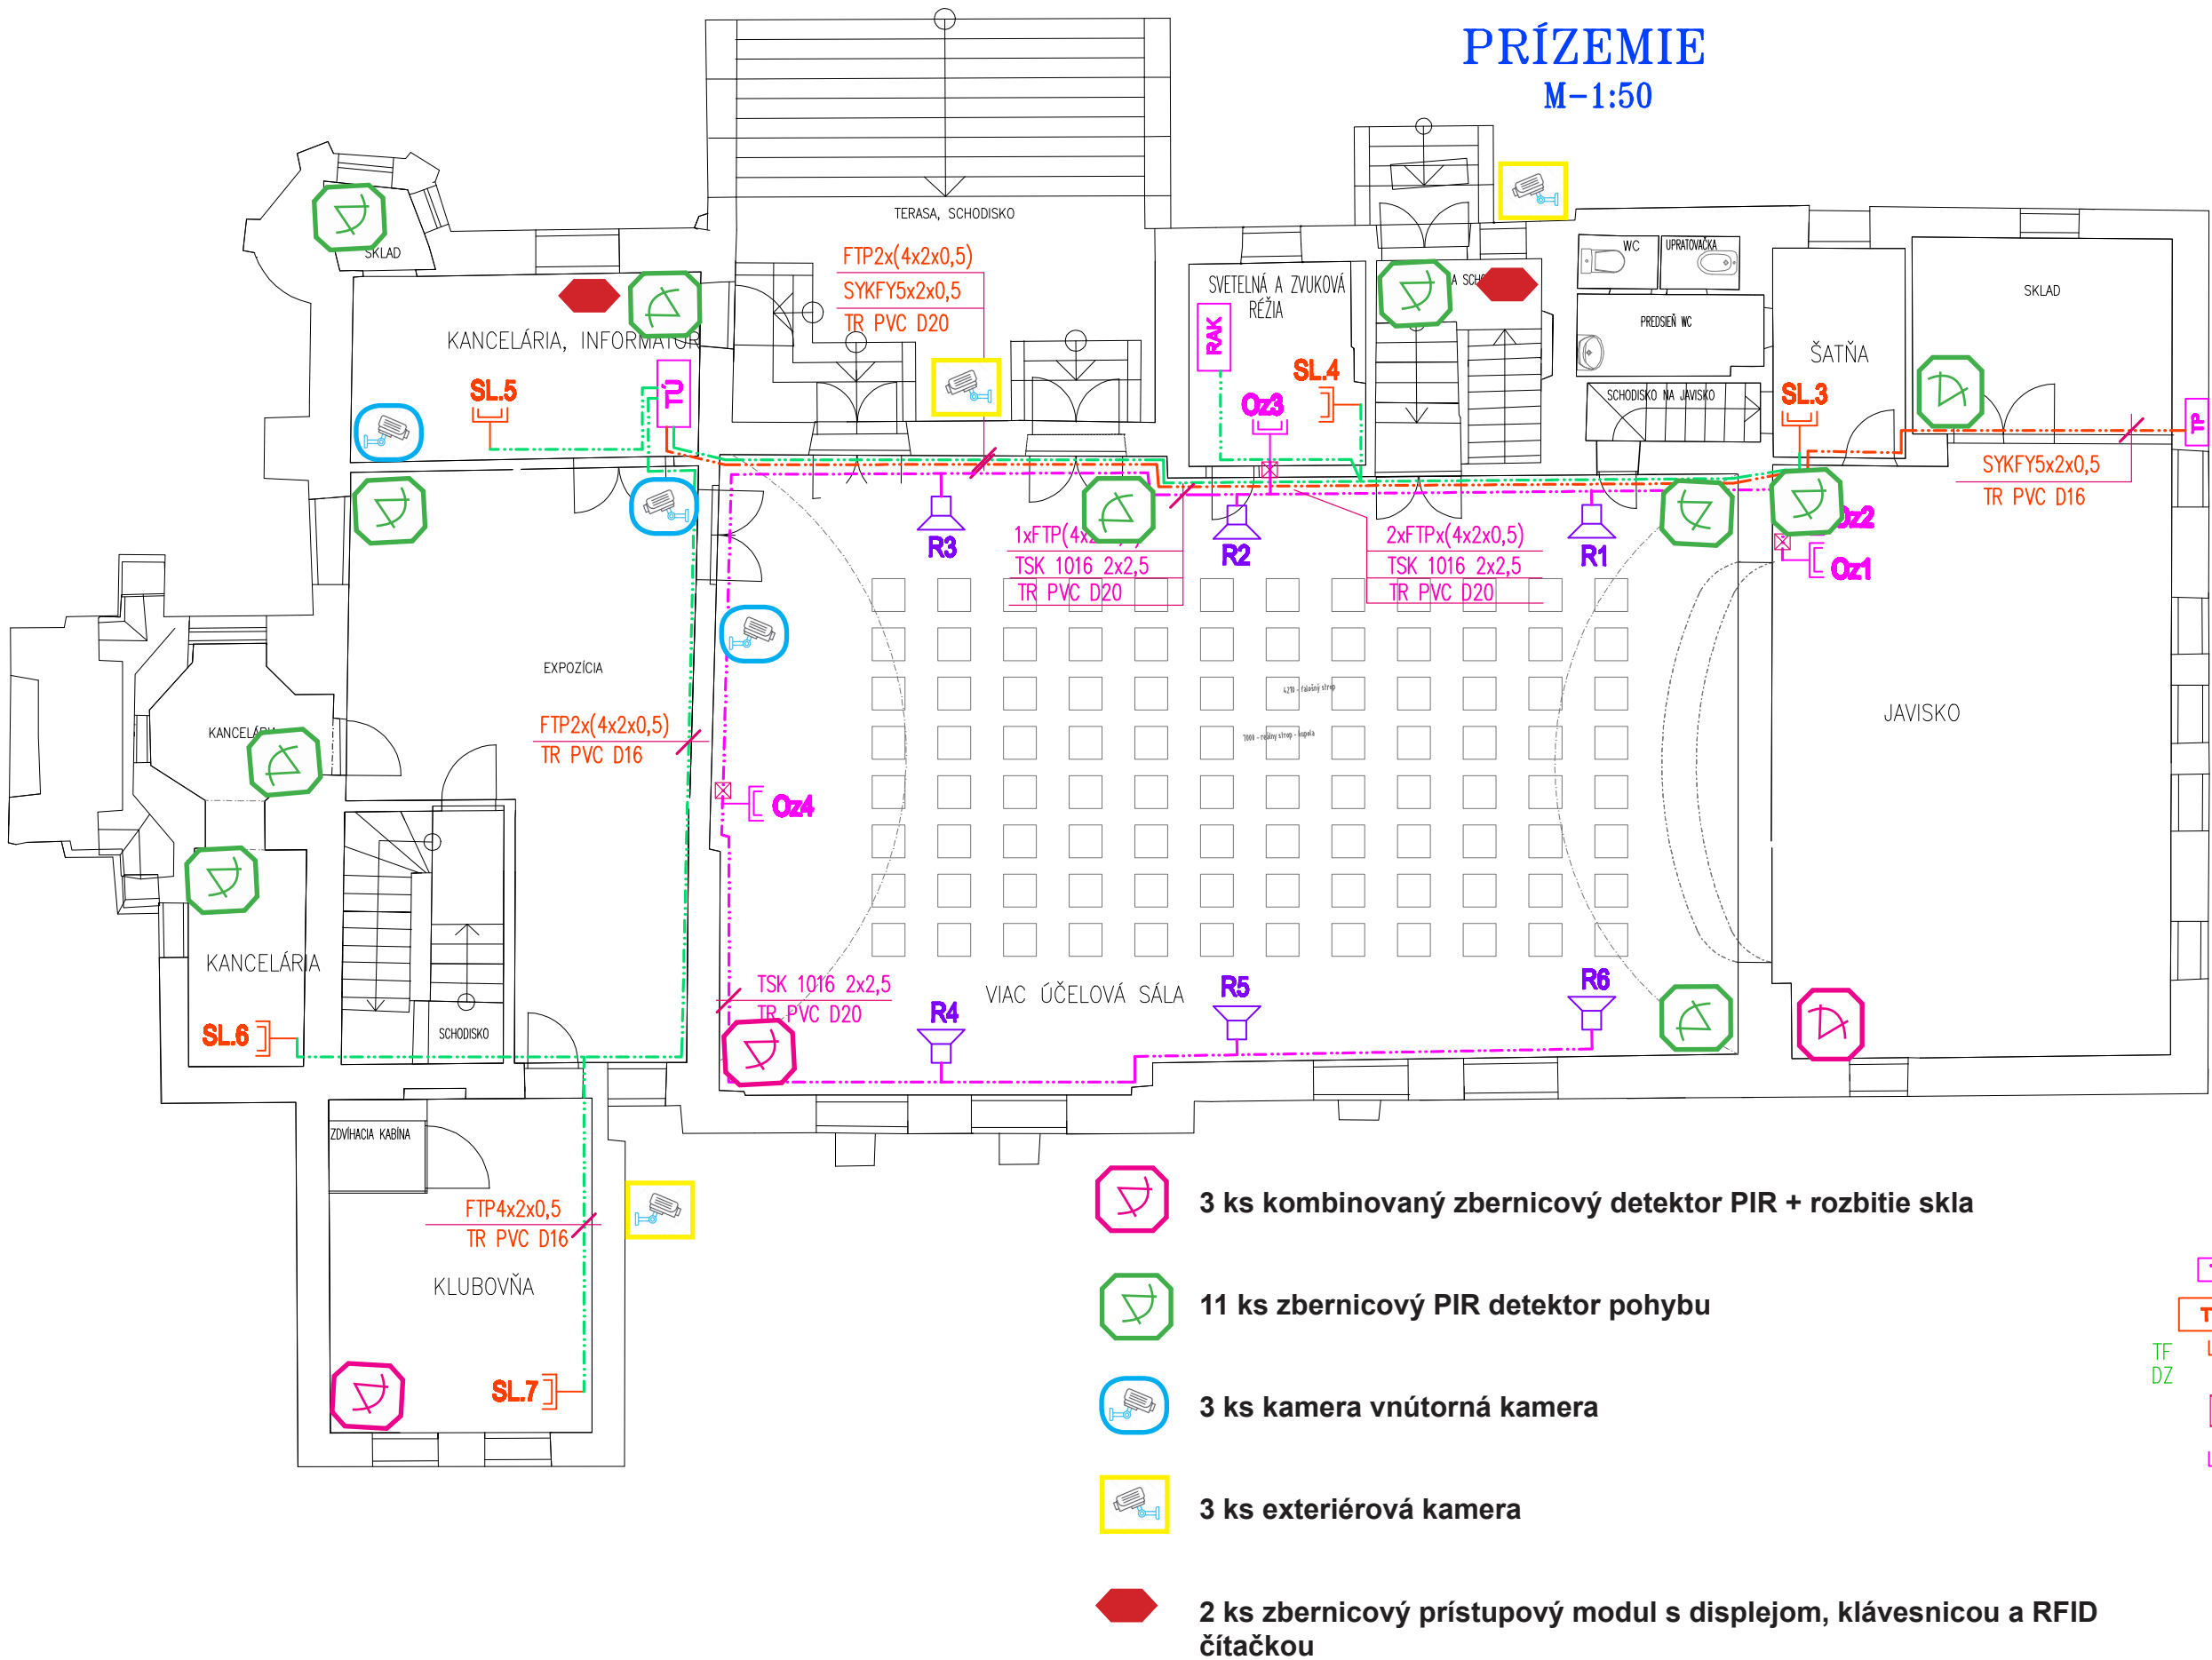 PRÍZEMIE
M-1:50
TERASA, SCHODISKO
FTP2x(4x2x0,5)
SYKFY5x2x0,5
TR PVC D20
SKLAD
KANCELÁRIA, INFORMÁTOR
SL.5
TÚ
SVETELNÁ A ZVUKOVÁ
RÉŽIA
RAK
SL.4
Oz3
WC
UPRATOVAČKA
PREDSIEŇ WC
SCHODISKO NA JAVISKO
ŠATŇA
SL.3
SKLAD
TP
SYKFY5x2x0,5
TR PVC D16
Oz2
Oz1
R3
R2
R1
TSK 1016 2x2,5
TR PVC D20
2xFTPx(4x2x0,5)
TSK 1016 2x2,5
TR PVC D20
EXPOZÍCIA
FTP2x(4x2x0,5)
TR PVC D16
4210 - falošný strop
7000 - reálny strop - kupela
JAVISKO
Oz4
KANCELÁRIA
SL.6
SCHODISKO
TSK 1016 2x2,5
TR PVC D20
VIAC ÚČELOVÁ SÁLA
R4
R5
R6
ZDVÍHACIA KABÍNA
FTP4x2x0,5
TR PVC D16
KLUBOVŇA
SL.7
3 ks kombinovaný zbernicový detektor PIR + rozbitie skla
11 ks zbernicový PIR detektor pohybu
3 ks kamera vnútorná kamera
3 ks exteriérová kamera
2 ks zbernicový prístupový modul s displejom, klávesnicou a RFID
čítačkou
TF
DZ